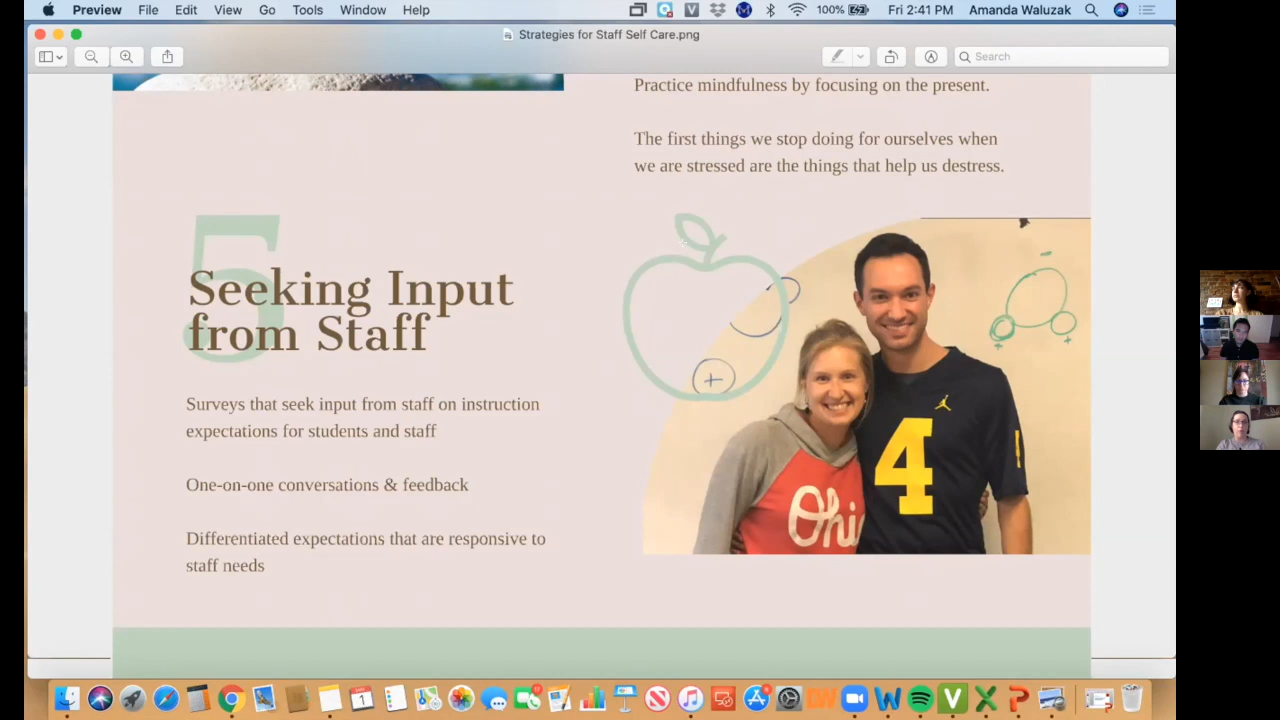 Preview File Edit View Go Tools Window Help 100% Fri 2:41 PM Amanda Waluzak
Strategies for Staff Self Care.png
Search
Practice mindfulness by focusing on the present.
The first things we stop doing for ourselves when
we are stressed are the things that help us destress.
5
Seeking Input
from Staff
Surveys that seek input from staff on instruction
expectations for students and staff
One-on-one conversations & feedback
Differentiated expectations that are responsive to
staff needs
+
+ +
4
Ohio